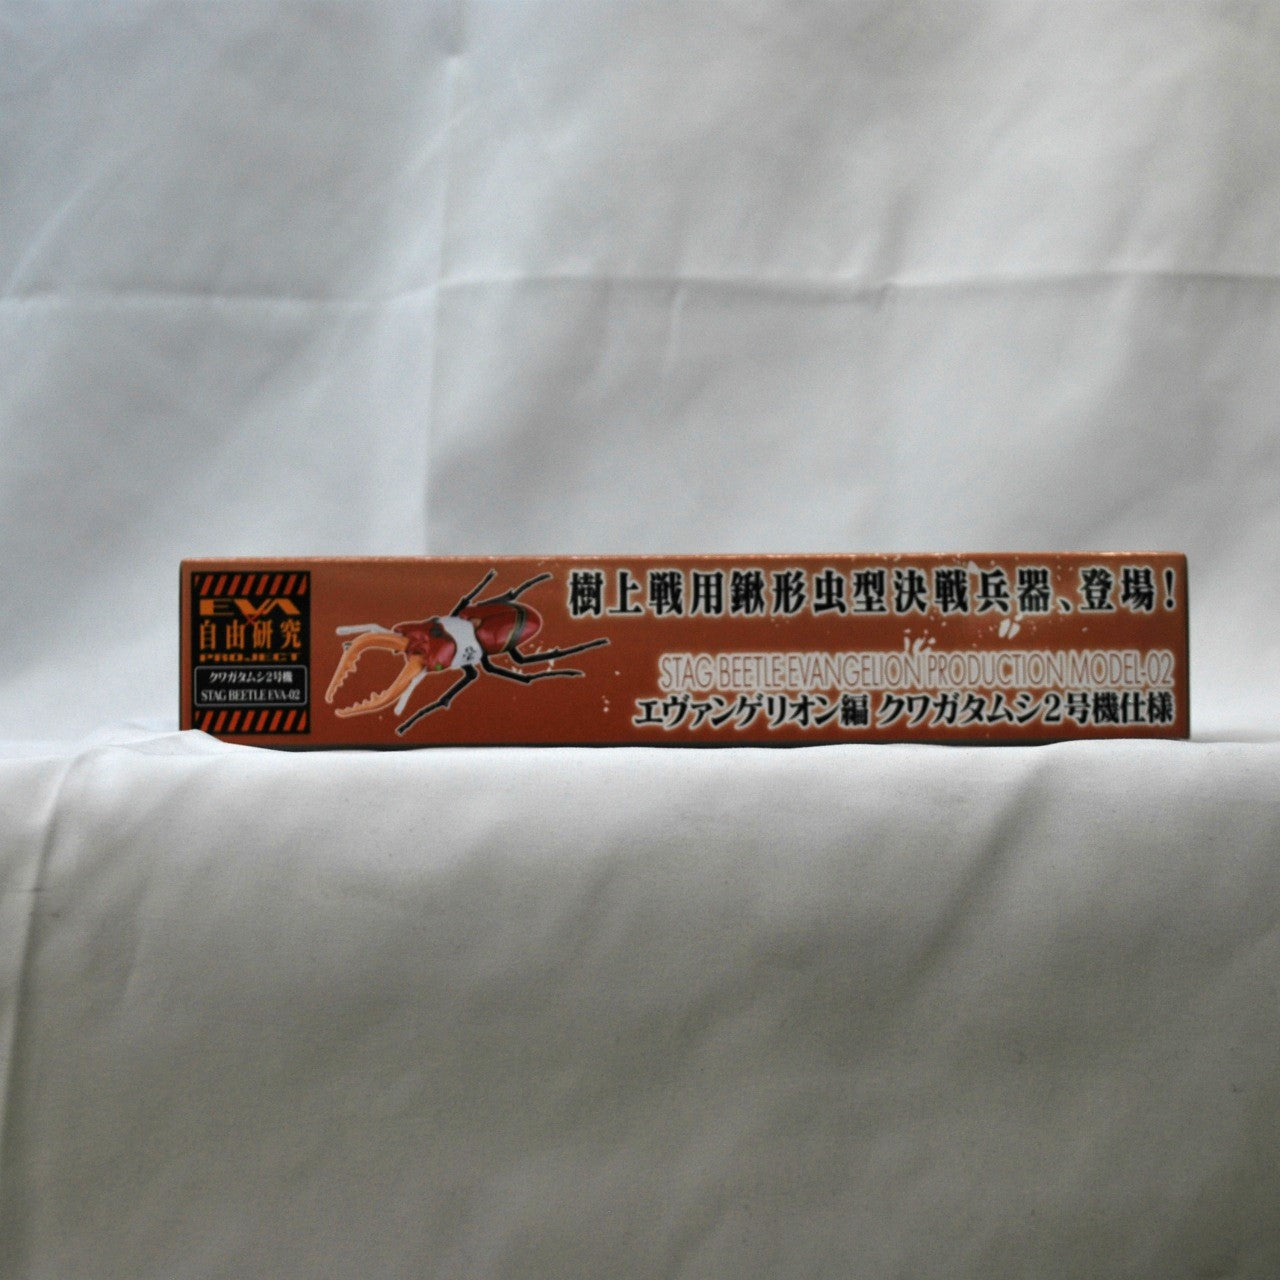 EVA
×
自由研究
PROJECT
クワガタムシ2号機
STAG BEETLE EVA-02
樹上戦用鍬形虫型決戦兵器、登場!
STAG BEETLE:EVANGELION PRODUCTION MODEL-02
エヴァンゲリオン編 クワガタムシ2号機仕様